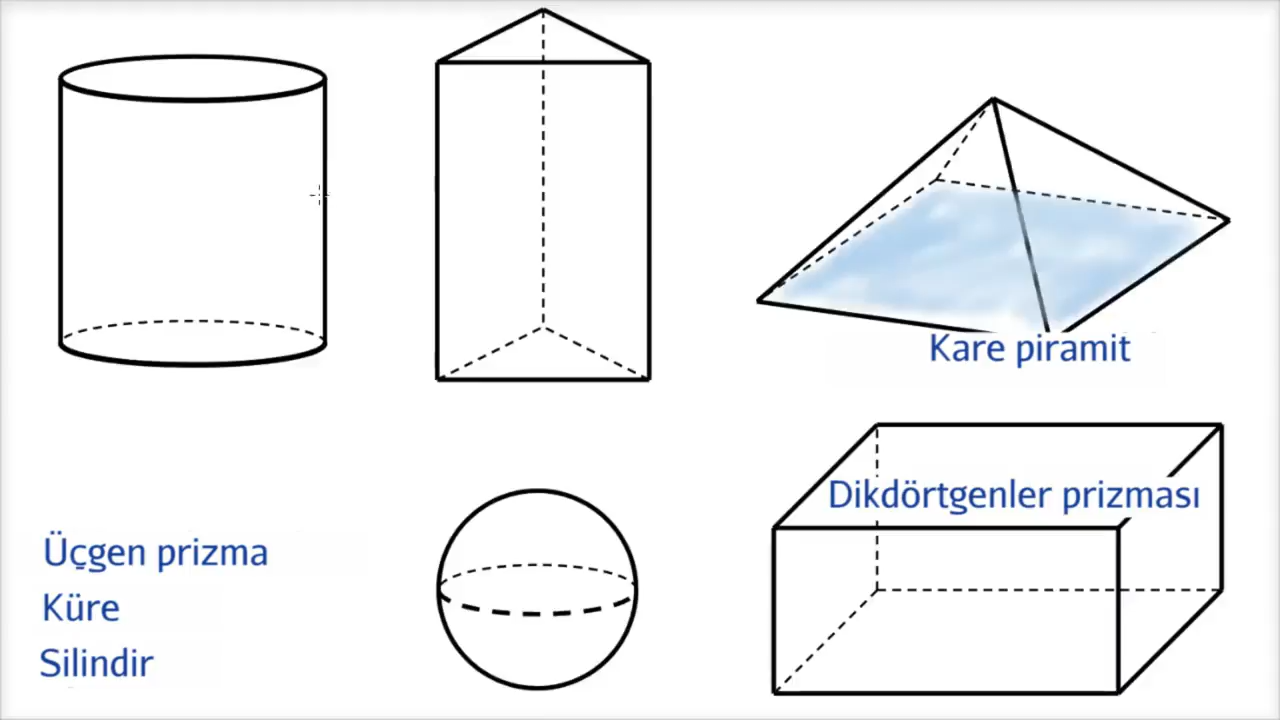 Kare piramit
Dikdörtgenler prizması
Üçgen prizma
Küre
Silindir